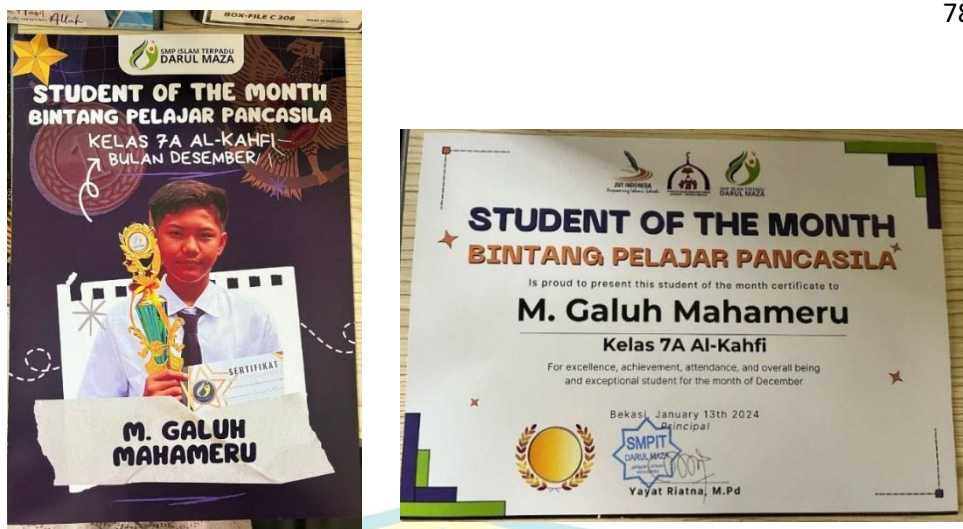 78
Allah
BOX-FILE C 308
SMP ISLAM TERPADU
DARUL MAZA
STUDENT OF THE MONTH
BINTANG PELAJAR PANCASILA
KELAS 7A AL-KAHFI
BULAN DESEMBER
SERTIFIKAT
M. GALUH
MAHAMERU
JSIT INDONESIA
SMP ISLAM TERPADU
DARUL MAZA
STUDENT OF THE MONTH
BINTANG PELAJAR PANCASILA
Is proud to present this student of the month certificate to
M. Galuh Mahameru
Kelas 7A Al-Kahfi
For excellence, achievement, attendance, and overall being
and exceptional student for the month of December
Bekasi, January 13th 2024
Principal
SMPIT
DARUL MAZA
Yayat Riatna, M.Pd